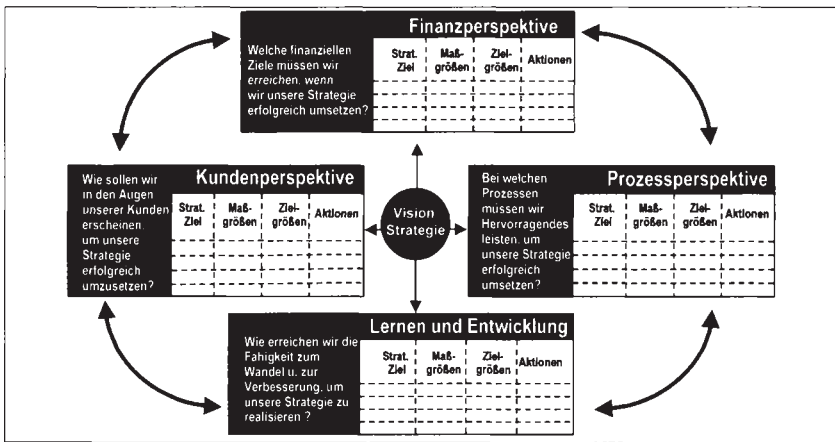 Finanzperspektive
Welche finanziellen
Ziele müssen wir
erreichen, wenn
wir unsere Strategie
erfolgreich umsetzen?
Strat.
Ziel
Maß-
größen
Ziel-
größen
Aktionen
Kundenperspektive
Wie sollen wir
in den Augen
unserer Kunden
erscheinen,
um unsere
Strategie
erfolgreich
umzusetzen?
Strat.
Ziel
Maß-
größen
Ziel-
größen
Aktionen
Vision
Strategie
Prozessperspektive
Bei welchen
Prozessen
müssen wir
Hervorragendes
leisten, um
unsere Strategie
erfolgreich
umsetzen?
Strat.
Ziel
Maß-
größen
Ziel-
größen
Aktionen
Lernen und Entwicklung
Wie erreichen wir die
Fähigkeit zum
Wandel u. zur
Verbesserung, um
unsere Strategie zu
realisieren ?
Strat.
Ziel
Maß-
größen
Ziel-
größen
Aktionen